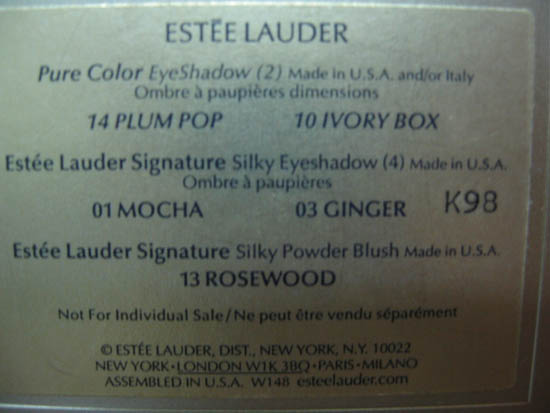 ESTĒE LAUDER
Pure Color EyeShadow (2) Made in U.S.A. and/or Italy
Ombre à paupières dimensions
14 PLUM POP 10 IVORY BOX
Estée Lauder Signature Silky Eyeshadow (4) Made in U.S.A.
Ombre à paupières
01 MOCHA 03 GINGER K98
Estée Lauder Signature Silky Powder Blush Made in U.S.A.
13 ROSEWOOD
Not For Individual Sale/Ne peut être vendu séparément
© ESTÉE LAUDER, DIST., NEW YORK, N.Y. 10022
NEW YORK·LONDON W1K 3BQ·PARIS·MILANO
ASSEMBLED IN U.S.A. W148 esteelauder.com